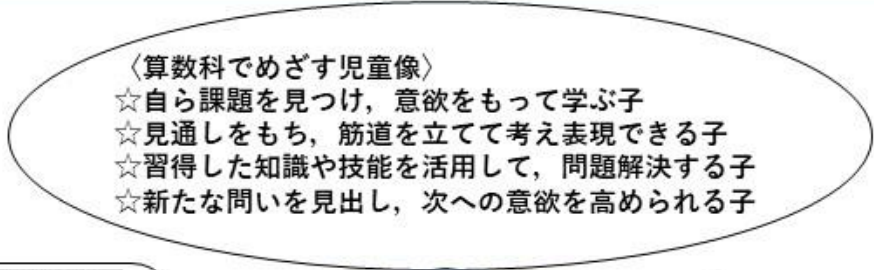 〈算数科でめざす児童像〉
☆自ら課題を見つけ，意欲をもって学ぶ子
☆見通しをもち，筋道を立てて考え表現できる子
☆習得した知識や技能を活用して，問題解決する子
☆新たな問いを見出し，次への意欲を高められる子